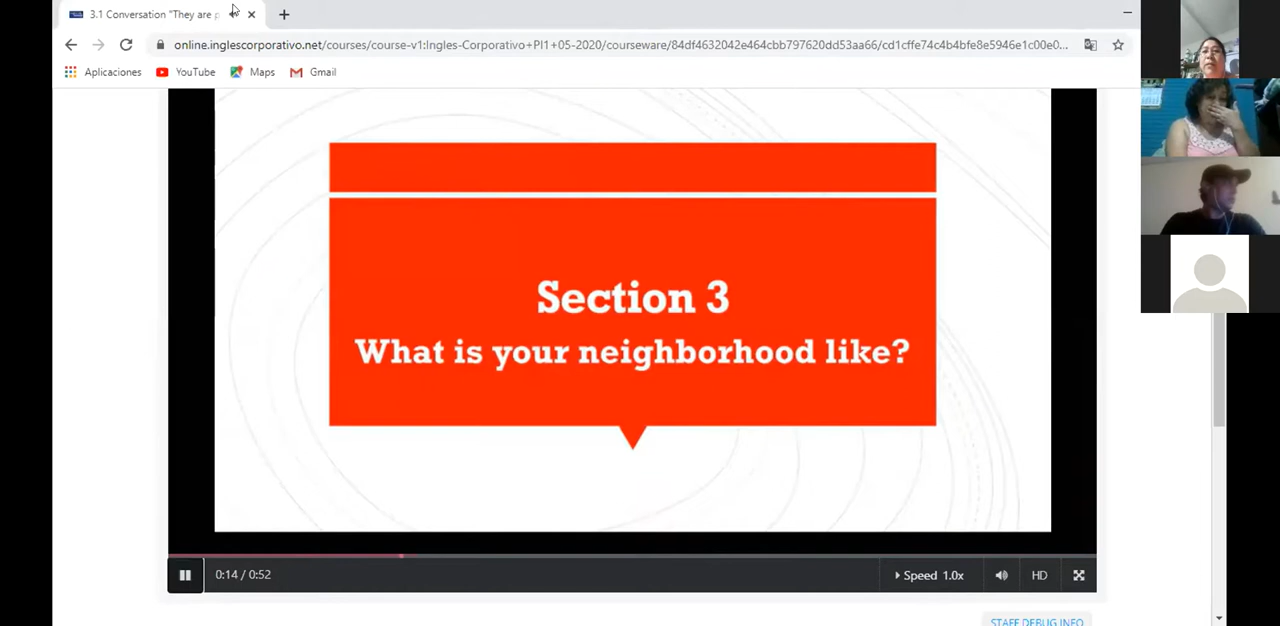 3.1 Conversation "They are p
online.inglescorporativo.net/courses/course-v1:Ingles-Corporativo+PI1+05-2020/courseware/84df4632042e464cbb797620dd53aa66/cd1cffe74c4b4bfe8e5946e1c00e0...
Aplicaciones YouTube Maps Gmail
Section 3
What is your neighborhood like?
0:14 / 0:52 Speed 1.0x HD
STAFF DEBUG INFO